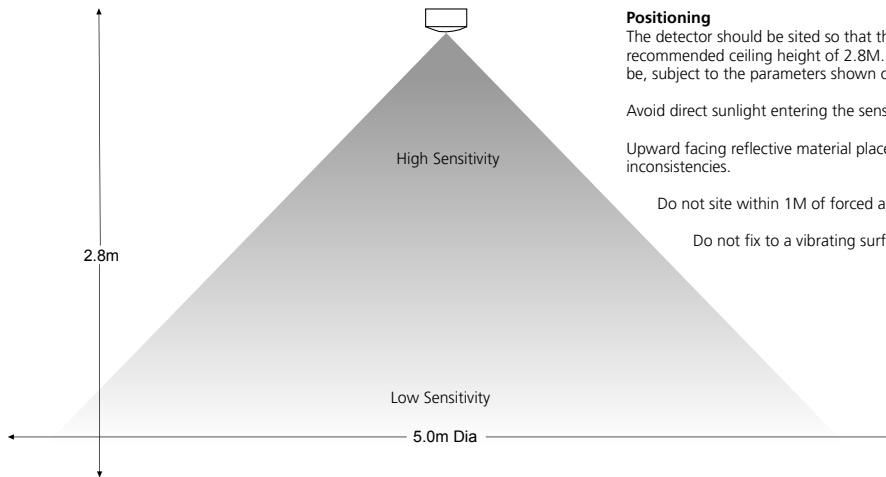 Positioning
The detector should be sited so that th
recommended ceiling height of 2.8M.
be, subject to the parameters shown
Avoid direct sunlight entering the sens
Upward facing reflective material place
inconsistencies.
Do not site within 1M of forced a
Do not fix to a vibrating surf
High Sensitivity
2.8m
Low Sensitivity
5.0m Dia